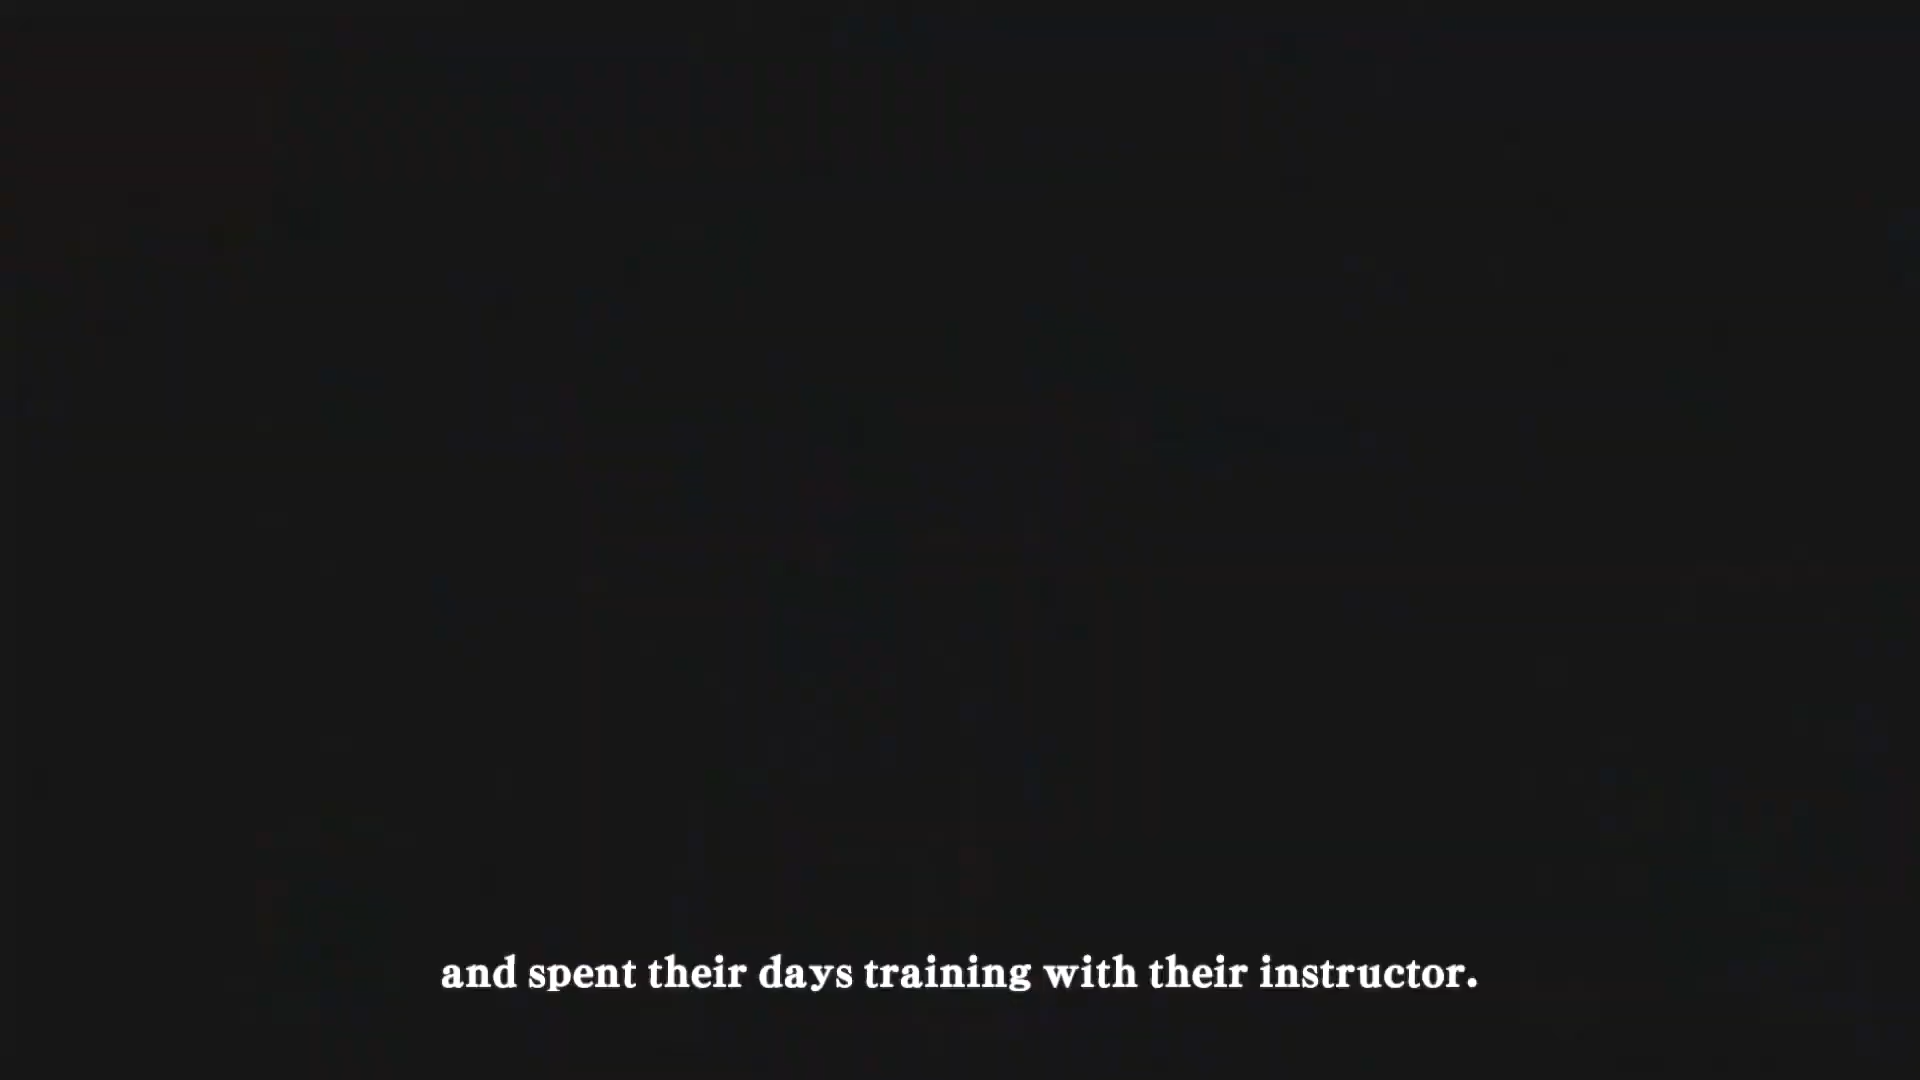 and spent their days training with their instructor.